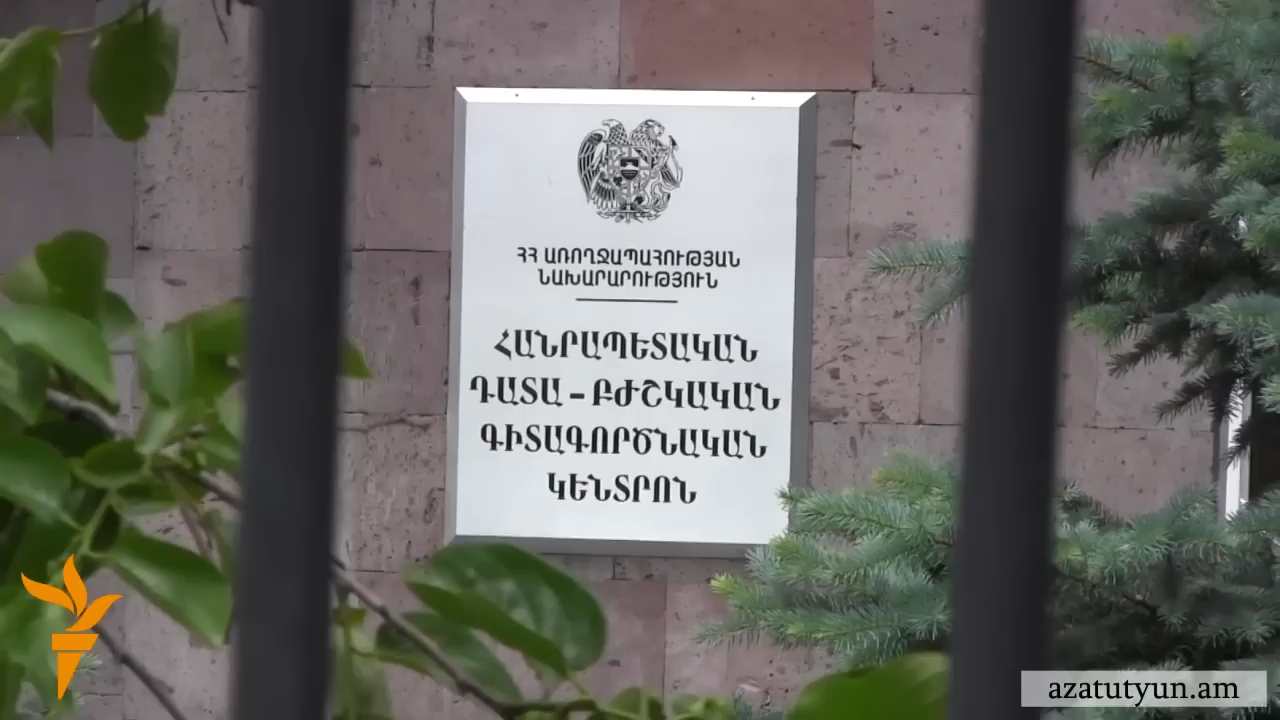 ՀՀ ԱՌՈՂՋԱՊԱՀՈՒԹՅԱՆ
ՆԱԽԱՐԱՐՈՒԹՅՈՒՆ
ՀԱՆՐԱՊԵՏԱԿԱՆ
ԴԱՏԱ – ԲԺՇԿԱԿԱՆ
ԳԻՏԱԳՈՐԾՆԱԿԱՆ
ԿԵՆՏՐՈՆ
azatutyun.am